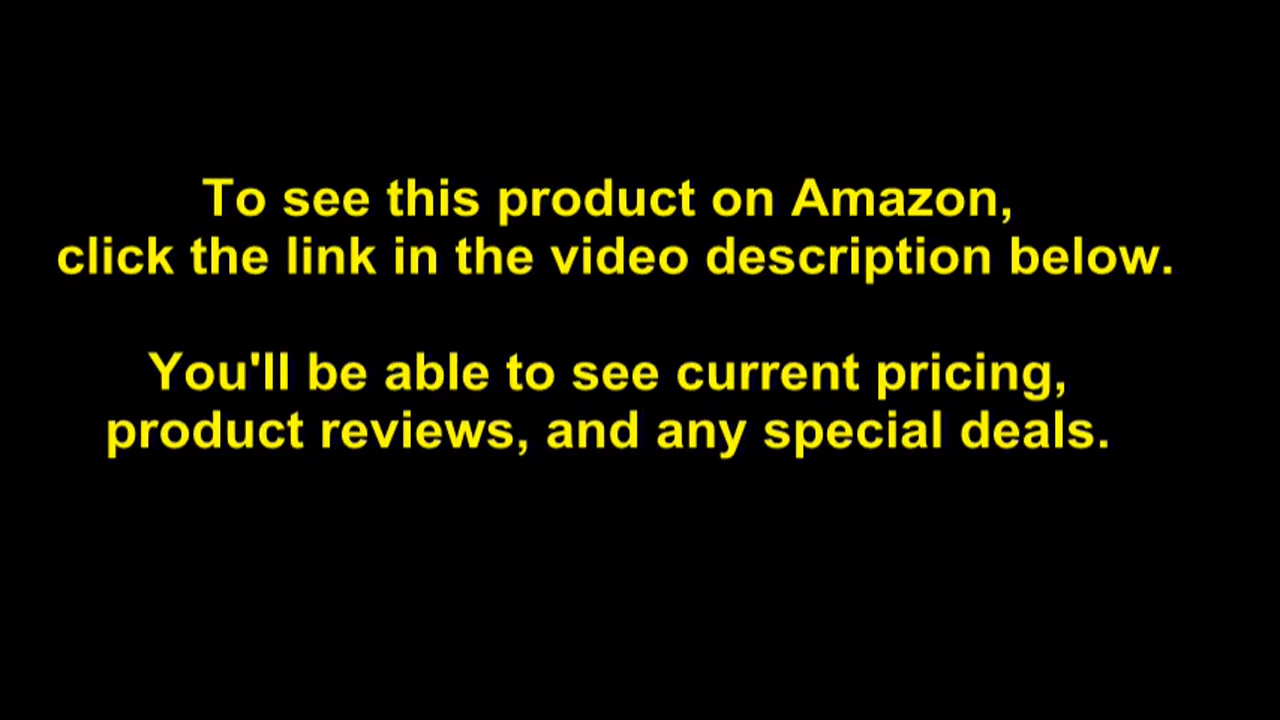 To see this product on Amazon,
click the link in the video description below.
You'll be able to see current pricing,
product reviews, and any special deals.